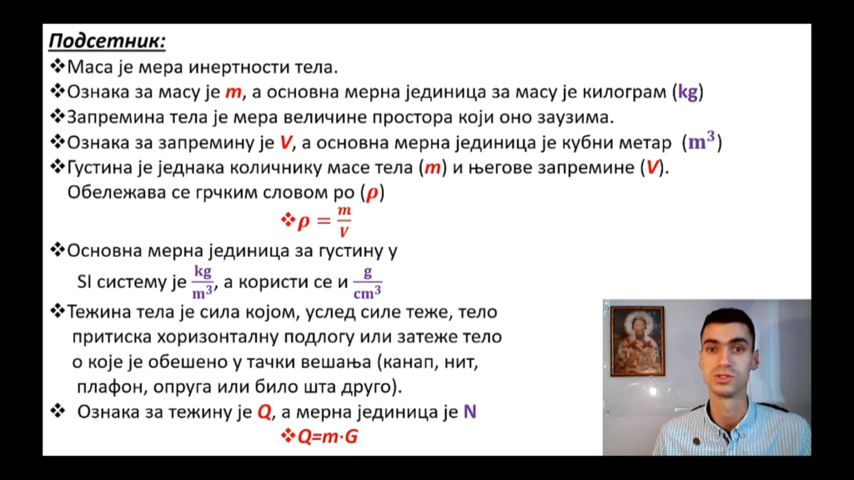 Подсетник:
❖Маса је мера инертности тела.
❖Ознака за масу је m, а основна мерна јединица за масу је килограм (kg)
❖Запремина тела је мера величине простора који оно заузима.
❖Ознака за запремину је V, а основна мерна јединица је кубни метар (m³)
❖Густина је једнака количнику масе тела (m) и његове запремине (V).
Обележава се грчким словом ро (ρ)
❖ρ = m/V
❖Основна мерна јединица за густину у
SI систему је kg/m³, а користи се и g/cm³
❖Тежина тела је сила којом, услед силе теже, тело
притиска хоризонталну подлогу или затеже тело
о које је обешено у тачки вешања (канап, нит,
плафон, опруга или било шта друго).
❖ Ознака за тежину је Q, а мерна јединица је N
❖Q=m·G